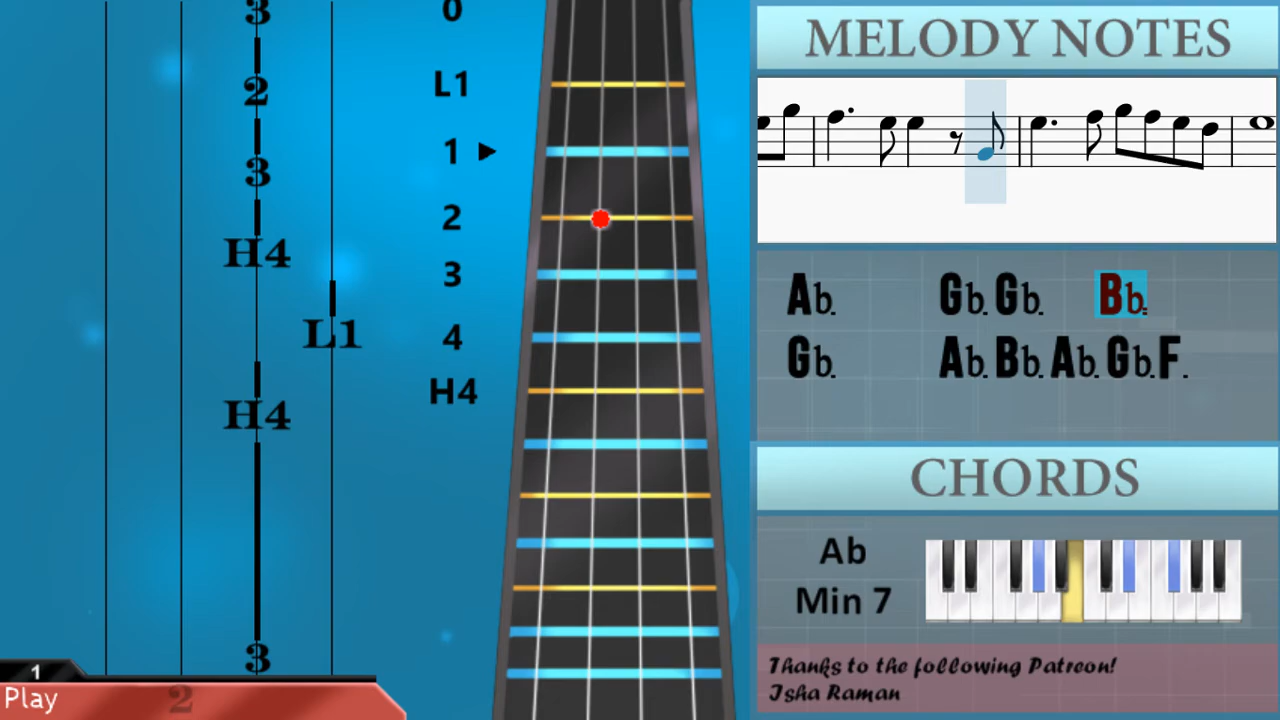 3
2
3
H4
L1
H4
3
1
Play
2
0
L1
1
2
3
4
H4
MELODY NOTES
Ab. Gb. Gb. Bb.
Gb. Ab. Bb. Ab. Gb. F.
CHORDS
Ab
Min 7
Thanks to the following Patreon!
Isha Raman